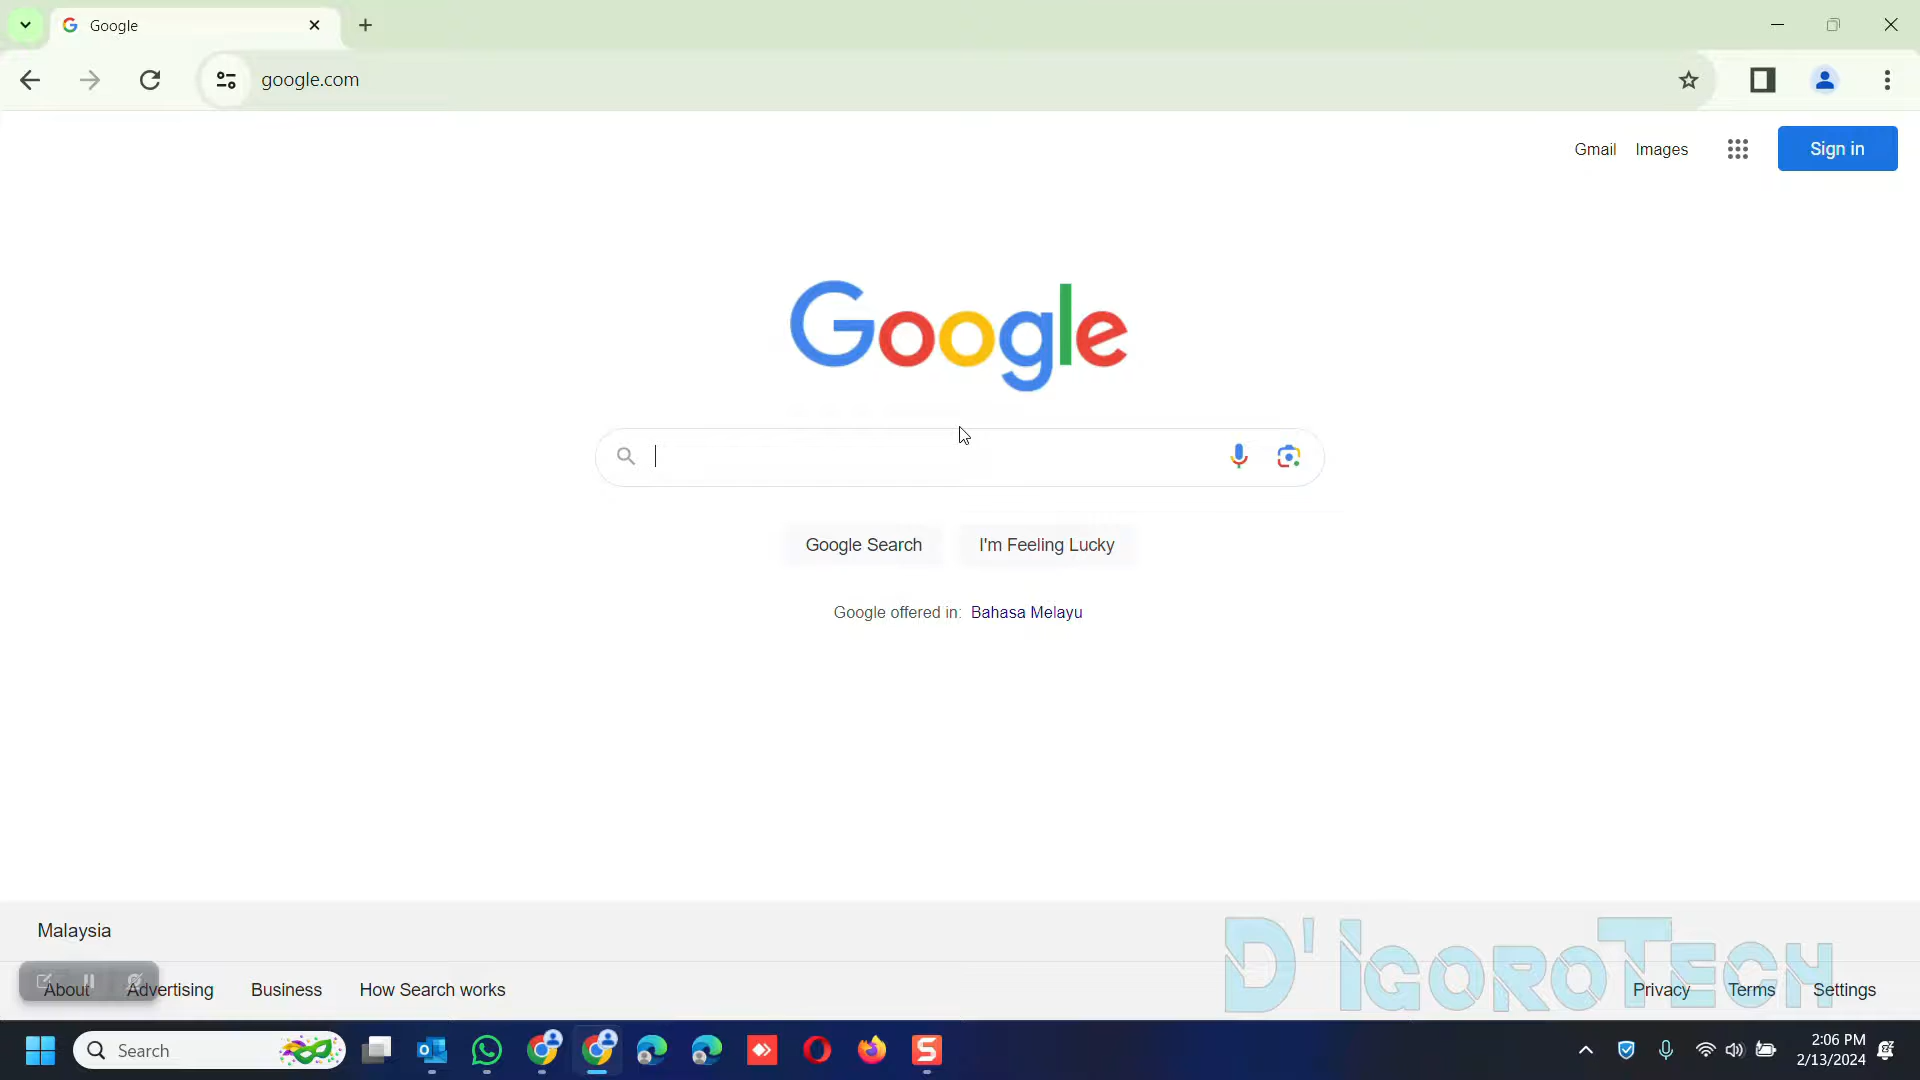 Google
google.com
Gmail Images Sign in
Google
Google Search I'm Feeling Lucky
Google offered in: Bahasa Melayu
Malaysia
D'IGOROTECH
About Advertising Business How Search works Privacy Terms Settings
Search
2:06 PM
2/13/2024